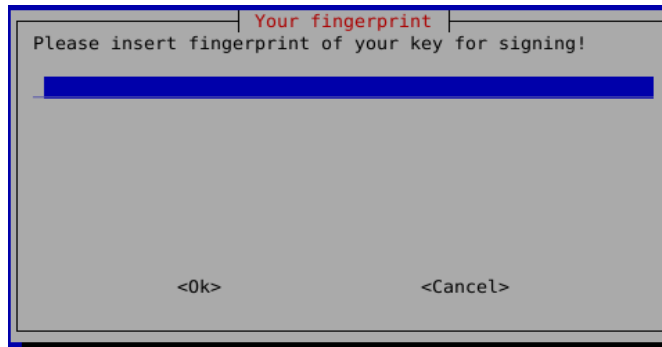 Your fingerprint
Please insert fingerprint of your key for signing!
<Ok> <Cancel>